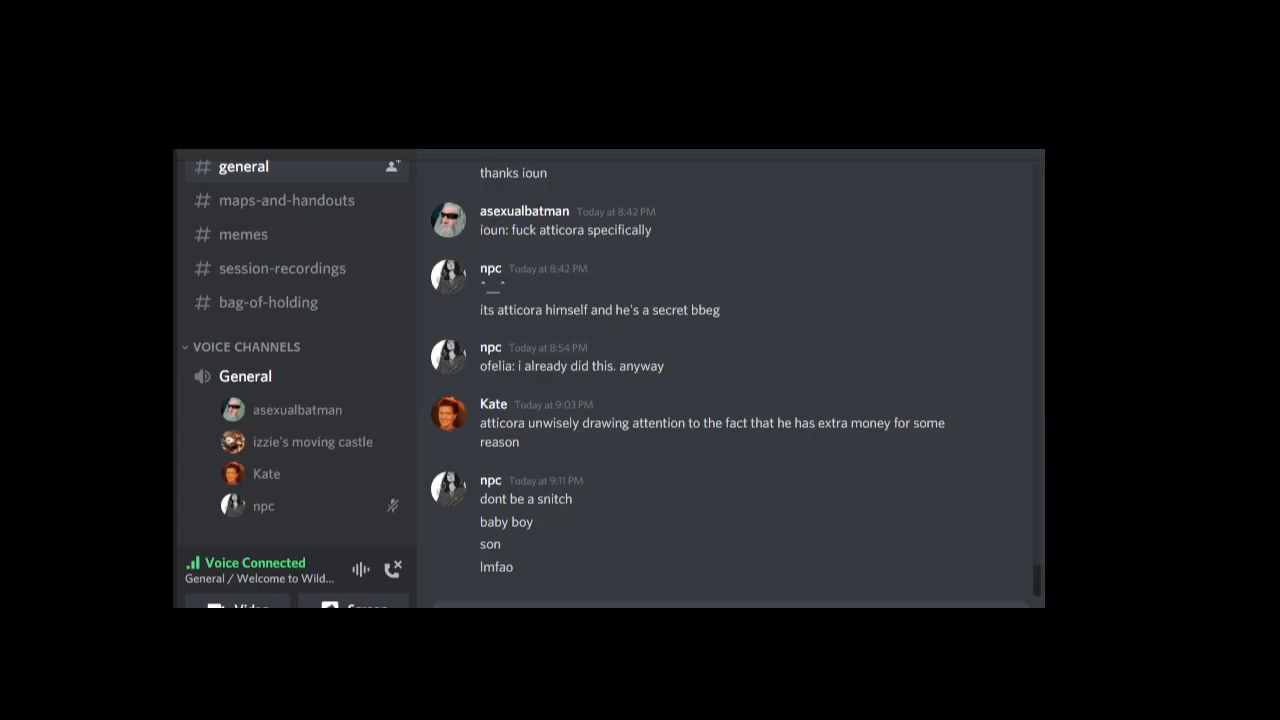 # general
# maps-and-handouts
# memes
# session-recordings
# bag-of-holding
VOICE CHANNELS
General
asexualbatman
izzie's moving castle
Kate
npc
Voice Connected
General / Welcome to Wild...
Video
Screen
thanks ioun
asexualbatman Today at 8:42 PM
ioun: fuck atticora specifically
npc Today at 8:42 PM
^__^
its atticora himself and he's a secret bbeg
npc Today at 8:54 PM
ofelia: i already did this. anyway
Kate Today at 9:03 PM
atticora unwisely drawing attention to the fact that he has extra money for some
reason
npc Today at 9:11 PM
dont be a snitch
baby boy
son
lmfao